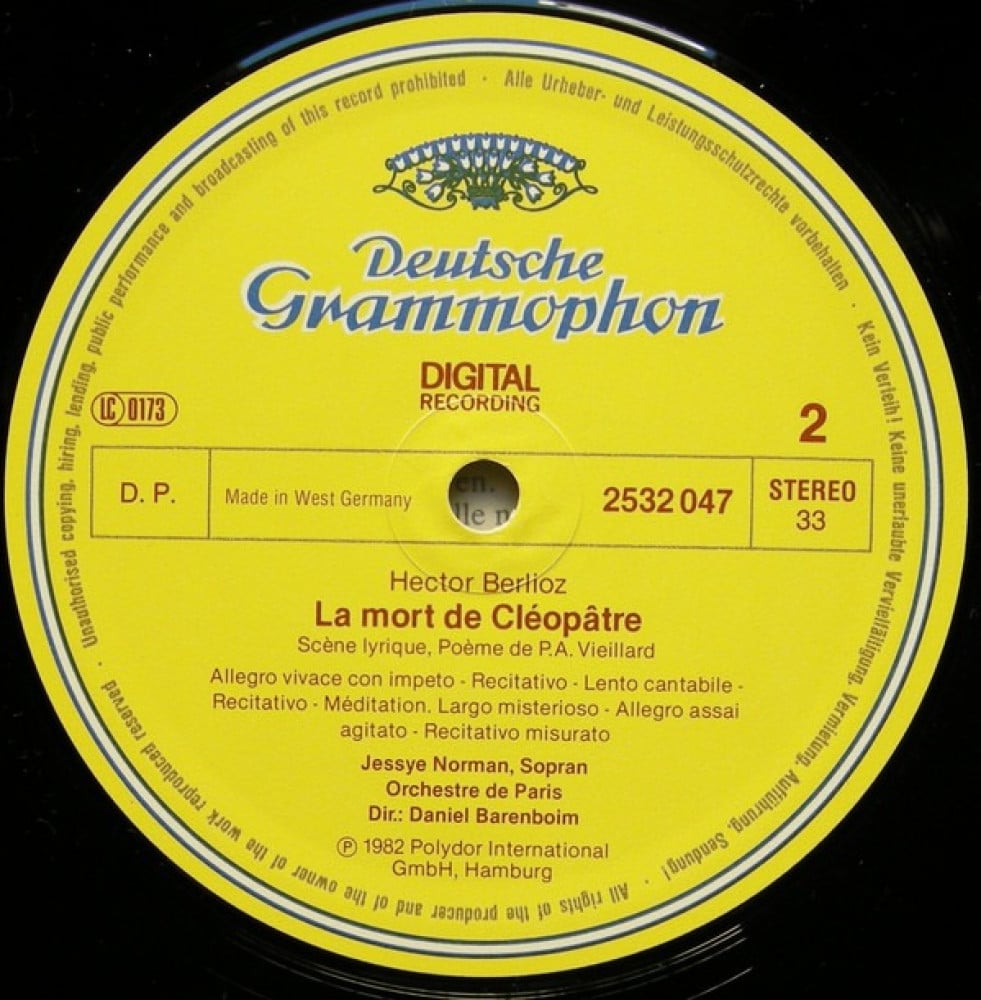 Unauthorised copying, hiring, lending, public performance and broadcasting of this record prohibited · Alle Urheber- und Leistungsschutzrechte vorbehalten · Kein Verleih! Keine unerlaubte Vervielfältigung, Vermietung, Aufführung, Sendung! · All rights of the producer and of the owner of the work reproduced reserved ·
Deutsche
Grammophon
DIGITAL
RECORDING
LC 0173
2
D. P.
Made in West Germany
en.
lle n
2532 047
STEREO
33
Hector Berlioz
La mort de Cléopâtre
Scène lyrique, Poème de P.A. Vieillard
Allegro vivace con impeto - Recitativo - Lento cantabile -
Recitativo - Méditation. Largo misterioso - Allegro assai
agitato - Recitativo misurato
Jessye Norman, Sopran
Orchestre de Paris
Dir.: Daniel Barenboim
℗ 1982 Polydor International
GmbH, Hamburg